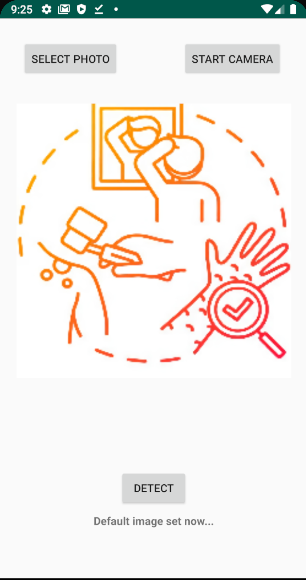 9:25
SELECT PHOTO
START CAMERA
DETECT
Default image set now...